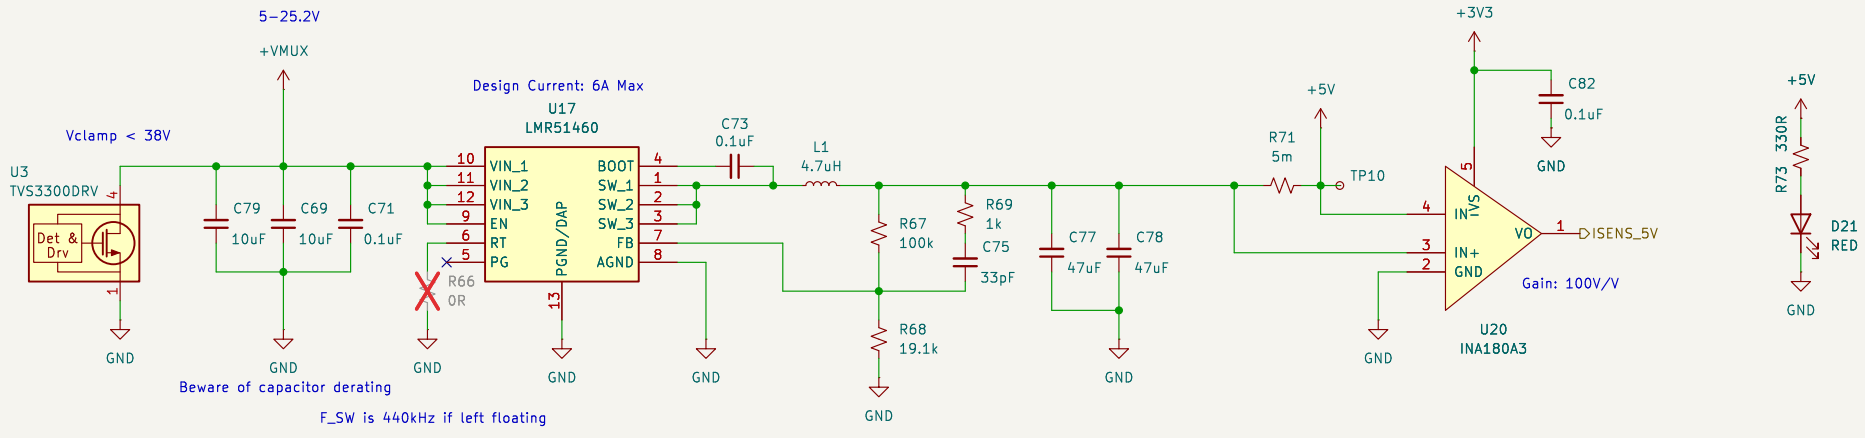 5-25.2V
+VMUX
Vclamp < 38V
U3
TVS3300DRV
4
Det &
Drv
1
GND
C79
10uF
C69
10uF
C71
0.1uF
GND
Beware of capacitor derating
F_SW is 440kHz if left floating
Design Current: 6A Max
U17
LMR51460
10 VIN_1
11 VIN_2
12 VIN_3
9 EN
6 RT
5 PG
BOOT 4
SW_1 1
SW_2 2
SW_3 3
FB 7
AGND 8
PGND/DAP
13
R66
0R
GND
GND
GND
C73
0.1uF
L1
4.7uH
R67
100k
R69
1k
C75
33pF
R68
19.1k
GND
C77
47uF
C78
47uF
GND
R71
5m
+5V
TP10
+3V3
C82
0.1uF
GND
5
VS
4 IN-
3 IN+
2 GND
VO 1
ISENS_5V
Gain: 100V/V
U20
INA180A3
GND
+5V
R73 330R
D21
RED
GND